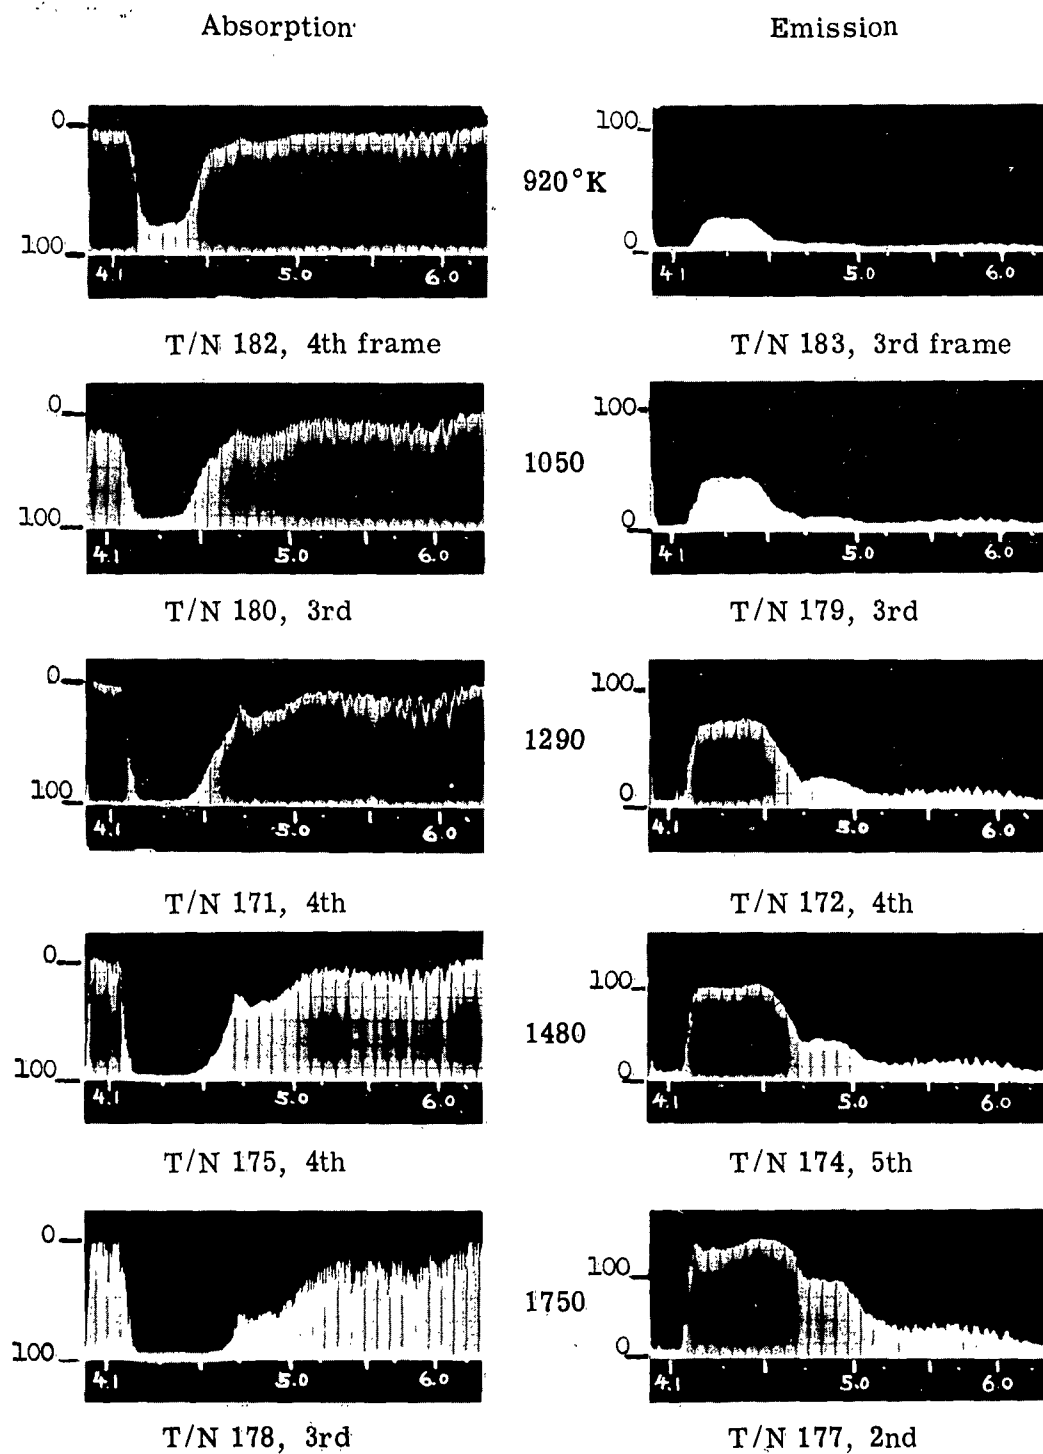 Absorption Emission
0 100
920°K
100 0
4.1 5.0 6.0 4.1 5.0 6.0
T/N 182, 4th frame T/N 183, 3rd frame
0 100
1050
100 0
4.1 5.0 6.0 4.1 5.0 6.0
T/N 180, 3rd T/N 179, 3rd
0 100
1290
100 0
4.1 5.0 6.0 4.1 5.0 6.0
T/N 171, 4th T/N 172, 4th
0 100
1480
100 0
4.1 5.0 6.0 4.1 5.0 6.0
T/N 175, 4th T/N 174, 5th
0 100
1750
100 0
4.1 5.0 6.0 4.1 5.0 6.0
T/N 178, 3rd T/N 177, 2nd